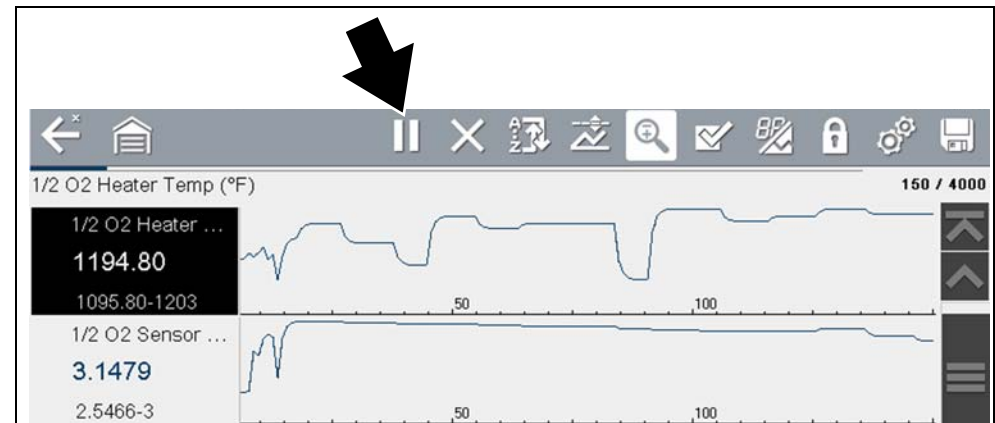 1/2 O2 Heater Temp (°F)
150 / 4000
1/2 O2 Heater ...
1194.80
1095.80-1203
50
100
1/2 O2 Sensor ...
3.1479
2.5466-3
50
100